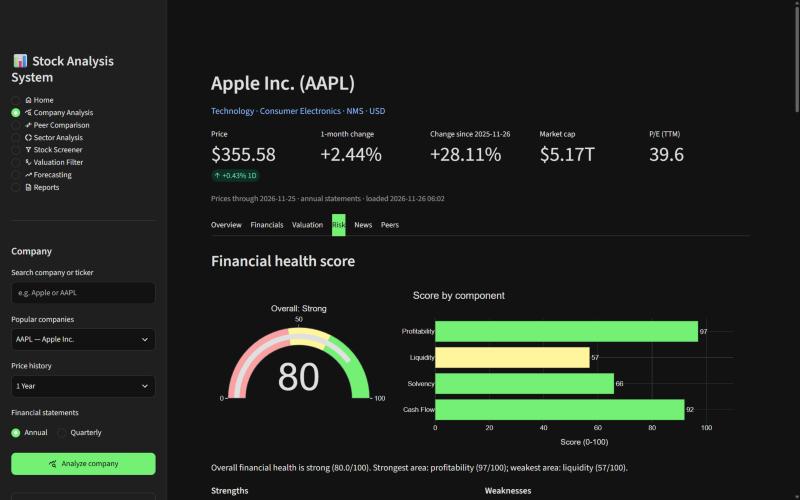 Stock Analysis
System
Home
Company Analysis
Peer Comparison
Sector Analysis
Stock Screener
Valuation Filter
Forecasting
Reports
Company
Search company or ticker
e.g. Apple or AAPL
Popular companies
AAPL — Apple Inc.
Price history
1 Year
Financial statements
Annual Quarterly
Analyze company
Apple Inc. (AAPL)
Technology · Consumer Electronics · NMS · USD
Price 1-month change Change since 2025-11-26 Market cap P/E (TTM)
$355.58 +2.44% +28.11% $5.17T 39.6
↑ +0.43% 1D
Prices through 2026-11-25 · annual statements · loaded 2026-11-26 06:02
Overview Financials Valuation Risk News Peers
Financial health score
Overall: Strong
50
0
80
100
Score by component
Profitability 97
Liquidity 57
Solvency 66
Cash Flow 92
0 20 40 60 80 100
Score (0-100)
Overall financial health is strong (80.0/100). Strongest area: profitability (97/100); weakest area: liquidity (57/100).
Strengths Weaknesses